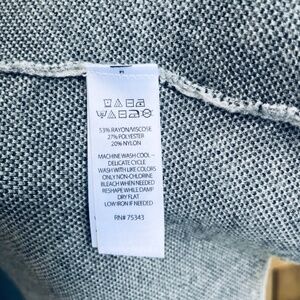 53% RAYON/VISCOSE
27% POLYESTER
20% NYLON
MACHINE WASH COOL –
DELICATE CYCLE
WASH WITH LIKE COLORS
ONLY NON-CHLORINE
BLEACH WHEN NEEDED
RESHAPE WHILE DAMP
DRY FLAT
LOW IRON IF NEEDED
RN# 75343